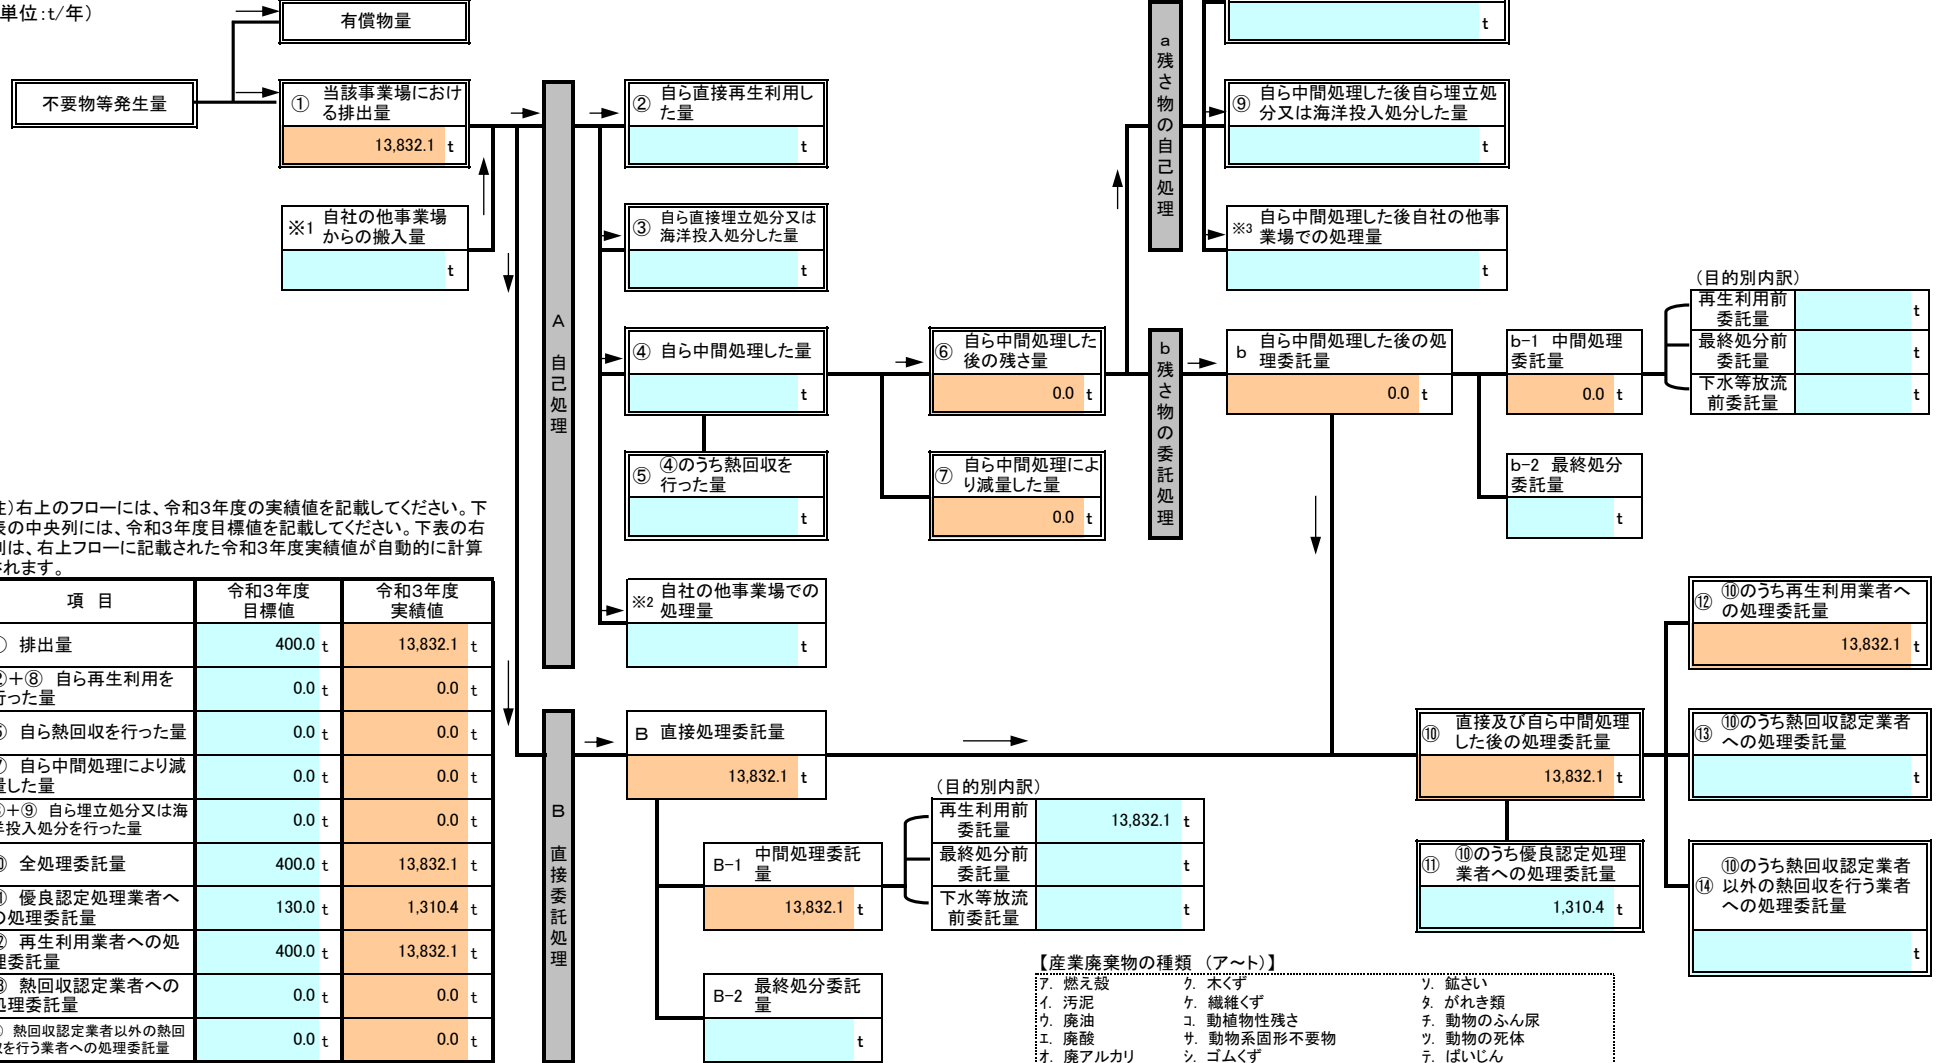 単位：t/年）
有償物量
不要物等発生量
① 当該事業場におけ
る排出量
13,832.1 t
※1 自社の他事業場
からの搬入量
t
A 自己処理
② 自ら直接再生利用し
た量
t
③ 自ら直接埋立処分又は
海洋投入処分した量
t
④ 自ら中間処理した量
t
⑤ ④のうち熱回収を
行った量
t
※2 自社の他事業場での
処理量
t
⑥ 自ら中間処理した
後の残さ量
0.0 t
⑦ 自ら中間処理によ
り減量した量
0.0 t
a 残さ物の自己処理
t
⑨ 自ら中間処理した後自ら埋立処
分又は海洋投入処分した量
t
※3 自ら中間処理した後自社の他事
業場での処理量
t
b 残さ物の委託処理
b 自ら中間処理した後の処
理委託量
0.0 t
b-1 中間処理
委託量
0.0 t
b-2 最終処分
委託量
t
（目的別内訳）
再生利用前
委託量
t
最終処分前
委託量
t
下水等放流
前委託量
t
)右上のフローには、令和3年度の実績値を記載してください。下
の中央列には、令和3年度目標値を記載してください。下表の右
は、右上フローに記載された令和3年度実績値が自動的に計算
れます。
項 目 令和3年度
目標値 令和3年度
実績値
排出量 400.0 t 13,832.1 t
＋⑧ 自ら再生利用を
った量 0.0 t 0.0 t
自ら熱回収を行った量 0.0 t 0.0 t
自ら中間処理により減
した量 0.0 t 0.0 t
＋⑨ 自ら埋立処分又は海
投入処分を行った量 0.0 t 0.0 t
全処理委託量 400.0 t 13,832.1 t
優良認定処理業者へ
の処理委託量 130.0 t 1,310.4 t
再生利用業者への処
理委託量 400.0 t 13,832.1 t
熱回収認定業者への
処理委託量 0.0 t 0.0 t
熱回収認定業者以外の熱回
収を行う業者への処理委託量 0.0 t 0.0 t
B 直接委託処理
B 直接処理委託量
13,832.1 t
B-1 中間処理委託
量
13,832.1 t
B-2 最終処分委託
量
t
（目的別内訳）
再生利用前
委託量
13,832.1 t
最終処分前
委託量
t
下水等放流
前委託量
t
⑩ 直接及び自ら中間処理
した後の処理委託量
13,832.1 t
⑪ ⑩のうち優良認定処理
業者への処理委託量
1,310.4 t
⑫ ⑩のうち再生利用業者へ
の処理委託量
13,832.1 t
⑬ ⑩のうち熱回収認定業者
への処理委託量
t
⑭ ⑩のうち熱回収認定業者
以外の熱回収を行う業者
への処理委託量
t
【産業廃棄物の種類 （ア～ト）】
ア. 燃え殻 ク. 木くず ソ. 鉱さい
イ. 汚泥 ケ. 繊維くず タ. がれき類
ウ. 廃油 コ. 動植物性残さ チ. 動物のふん尿
エ. 廃酸 サ. 動物系固形不要物 ツ. 動物の死体
オ. 廃アルカリ シ. ゴムくず テ. ばいじん